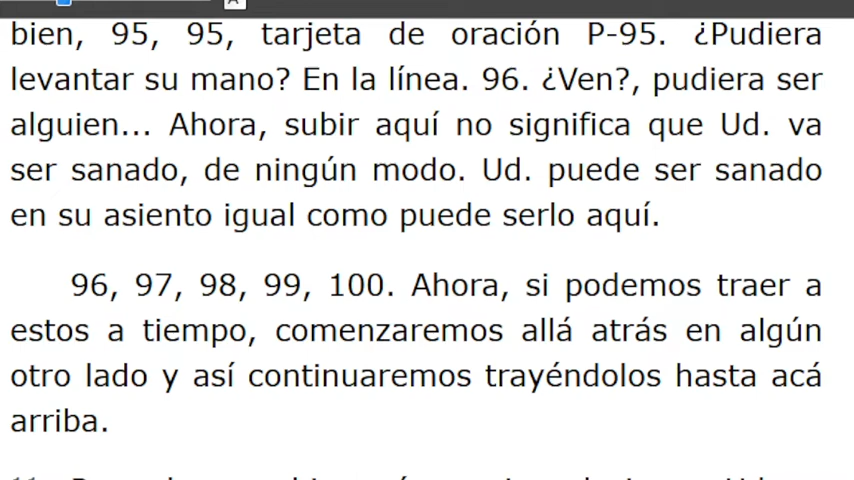 bien, 95, 95, tarjeta de oración P-95. ¿Pudiera
levantar su mano? En la línea. 96. ¿Ven?, pudiera ser
alguien... Ahora, subir aquí no significa que Ud. va
ser sanado, de ningún modo. Ud. puede ser sanado
en su asiento igual como puede serlo aquí.
96, 97, 98, 99, 100. Ahora, si podemos traer a
estos a tiempo, comenzaremos allá atrás en algún
otro lado y así continuaremos trayéndolos hasta acá
arriba.